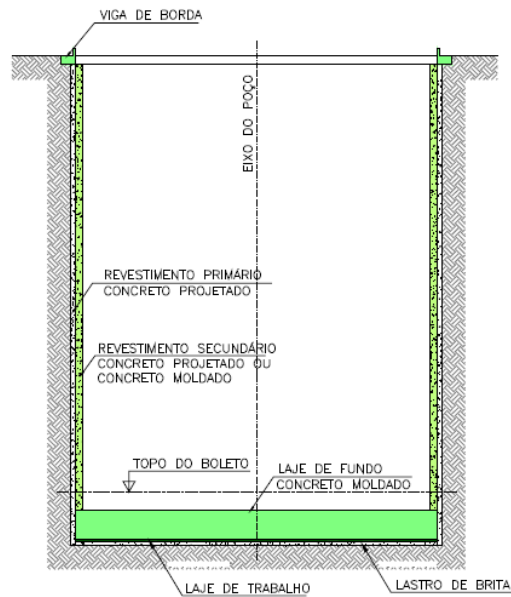 VIGA DE BORDA
EIXO DO POÇO
REVESTIMENTO PRIMÁRIO
CONCRETO PROJETADO
REVESTIMENTO SECUNDÁRIO
CONCRETO PROJETADO OU
CONCRETO MOLDADO
TOPO DO BOLETO
LAJE DE FUNDO
CONCRETO MOLDADO
LAJE DE TRABALHO
LASTRO DE BRITA